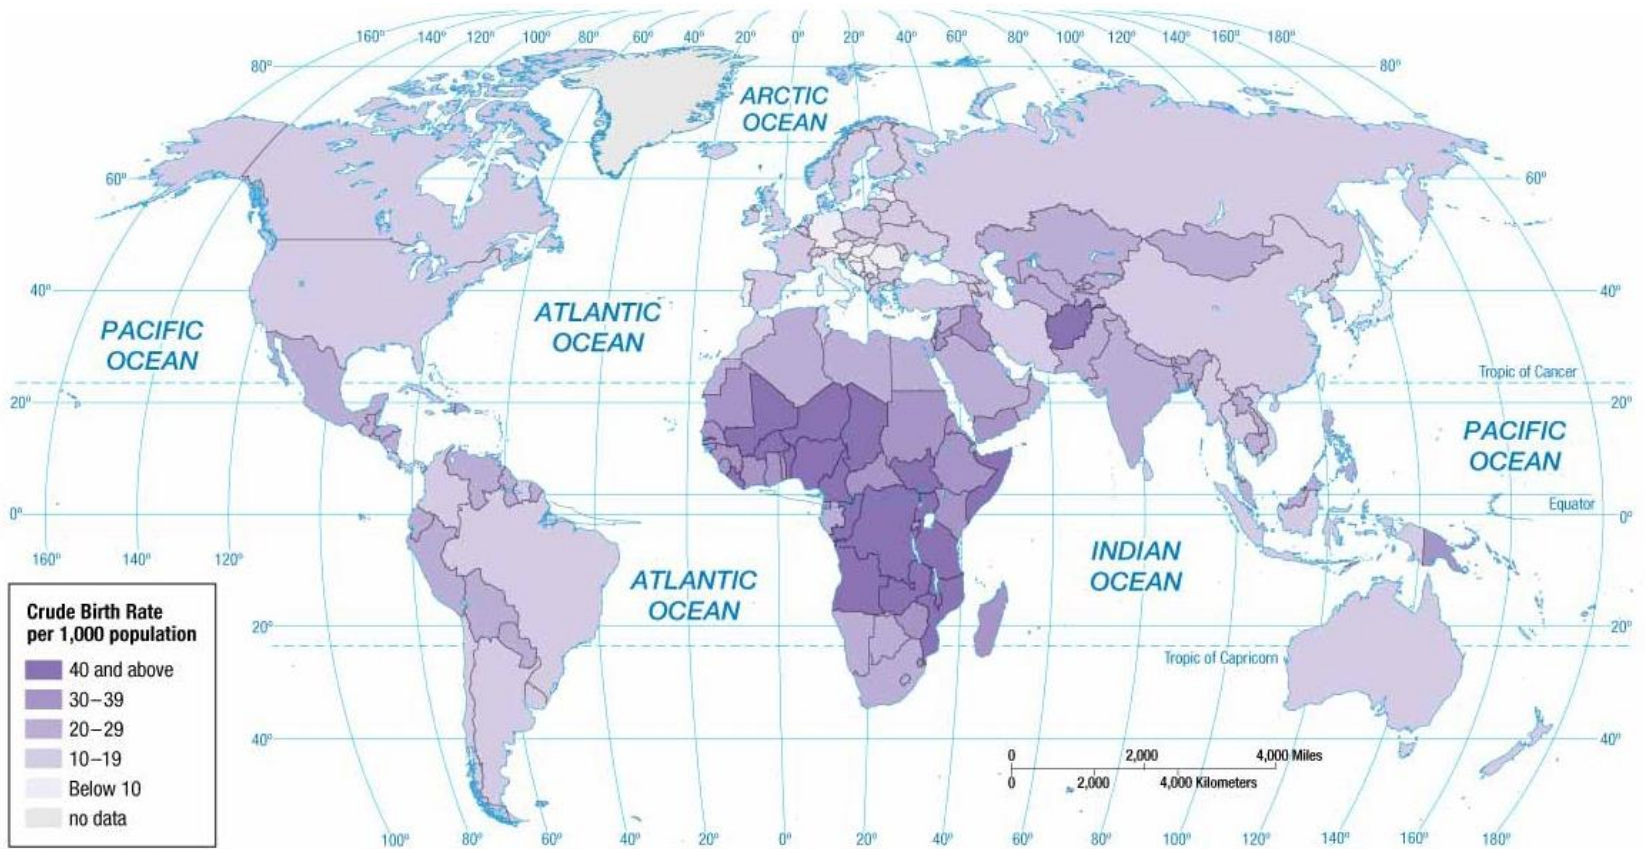 160° 140° 120° 100° 80° 60° 40° 20° 0° 20° 40° 60° 80° 100° 120° 140° 160° 180°
80° 80°
ARCTIC
OCEAN
60° 60°
40° 40°
PACIFIC
OCEAN
ATLANTIC
OCEAN
Tropic of Cancer
20° 20°
PACIFIC
OCEAN
Equator
0° 0°
160° 140° 120°
INDIAN
OCEAN
ATLANTIC
OCEAN
20° 20°
Tropic of Capricorn
40° 40°
Crude Birth Rate
per 1,000 population
40 and above
30–39
20–29
10–19
Below 10
no data
0 2,000 4,000 Miles
0 2,000 4,000 Kilometers
100° 80° 60° 40° 20° 0° 20° 40° 60° 80° 100° 120° 140° 160° 180°